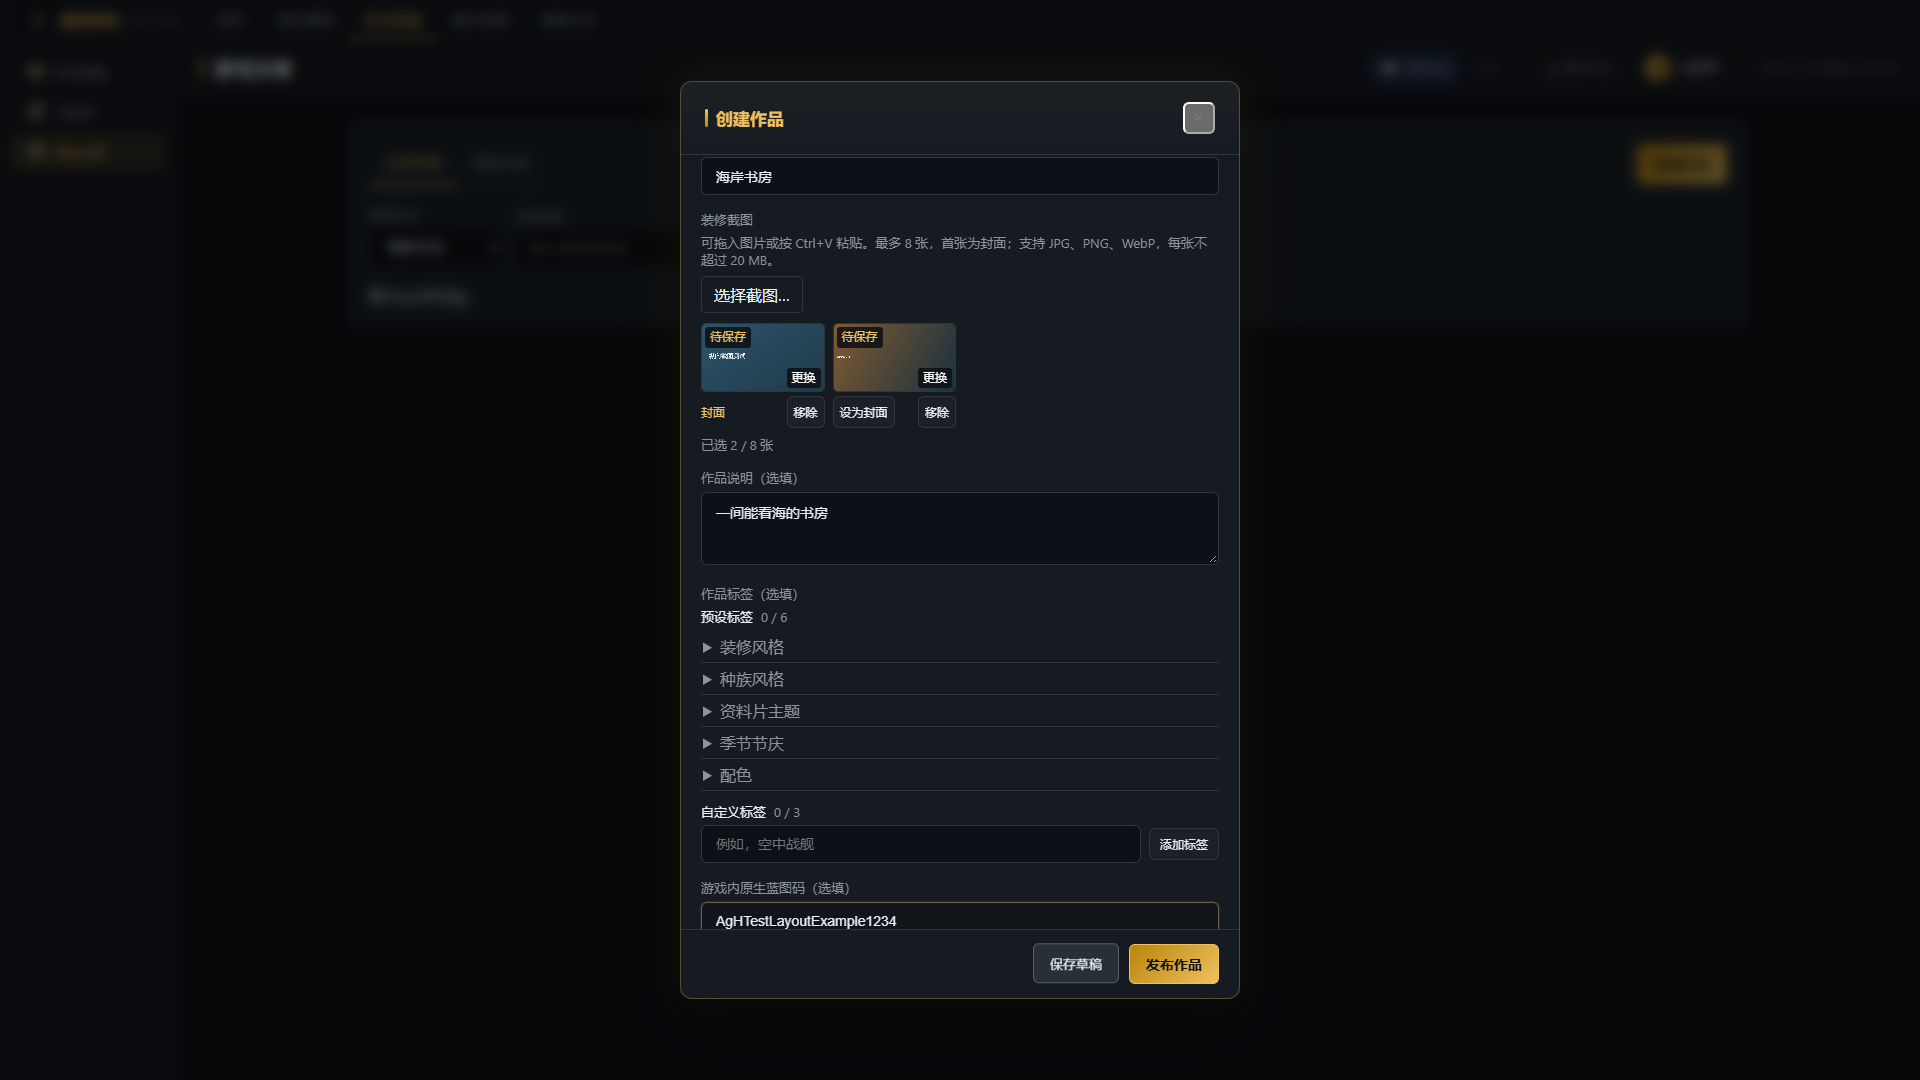 创建作品
×
海岸书房
装修截图
可拖入图片或按 Ctrl+V 粘贴。最多 8 张，首张为封面；支持 JPG、PNG、WebP，每张不
超过 20 MB。
选择截图...
待保存
待保存
更换
更换
封面
移除
设为封面
移除
已选 2 / 8 张
作品说明（选填）
一间能看海的书房
作品标签（选填）
预设标签 0 / 6
装修风格
种族风格
资料片主题
季节节庆
配色
自定义标签 0 / 3
例如，空中战舰
添加标签
游戏内原生蓝图码（选填）
AgHTestLayoutExample1234
保存草稿
发布作品